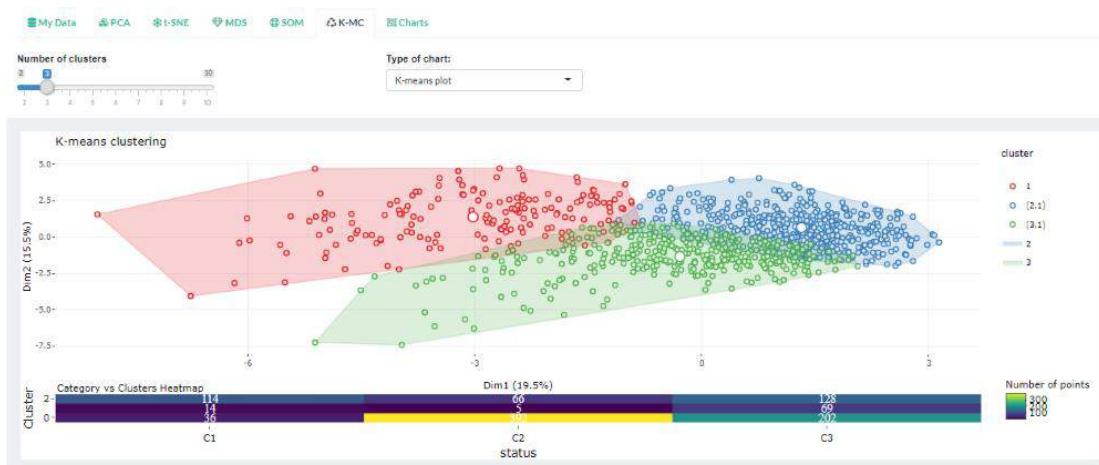 My Data PCA t-SNE MDS SOM K-MC Charts
Number of clusters
2 3 10
2 3 4 5 6 7 8 9 10
Type of chart:
K-means plot
K-means clustering
cluster
1
(2,1)
(3,1)
2
3
Dim2 (15.5%)
5.0
2.5
0.0
-2.5
-5.0
-7.5
-6 -3 0 3
Dim1 (19.5%)
Category vs Clusters Heatmap
Number of points
300
100
Cluster
2 114 66 128
14 5 69
0 36 202
C1 C2 C3
status